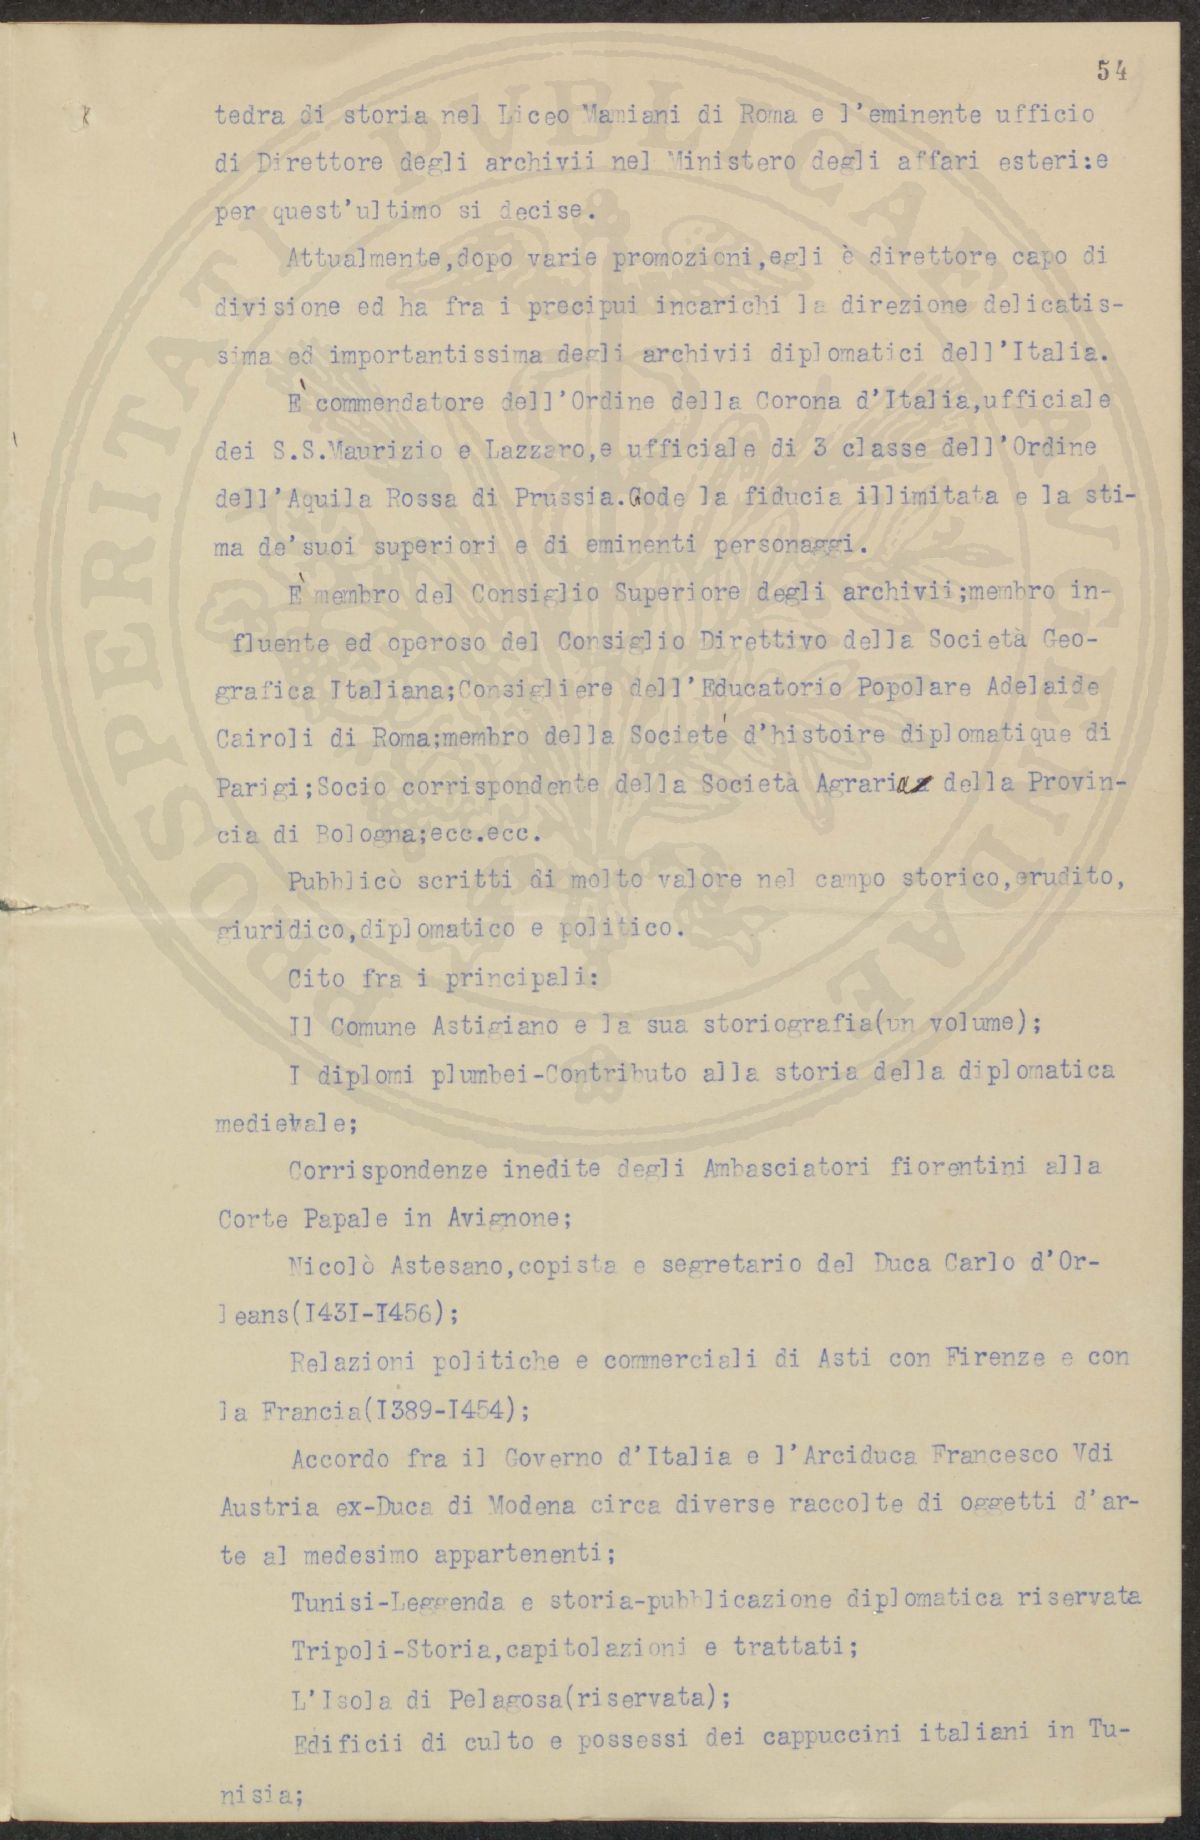 54
tedra di storia nel Liceo Mamiani di Roma e l'eminente ufficio
di Direttore degli archivii nel Ministero degli affari esteri:e
per quest'ultimo si decise.
Attualmente,dopo varie promozioni,egli è direttore capo di
divisione ed ha fra i precipui incarichi la direzione delicatis-
sima ed importantissima degli archivii diplomatici dell'Italia.
È commendatore dell'Ordine della Corona d'Italia,ufficiale
dei S.S.Maurizio e Lazzaro,e ufficiale di 3 classe dell'Ordine
dell'Aquila Rossa di Prussia.Gode la fiducia illimitata e la sti-
ma de'suoi superiori e di eminenti personaggi.
È membro del Consiglio Superiore degli archivii;membro in-
fluente ed operoso del Consiglio Direttivo della Società Geo-
grafica Italiana;Consigliere dell'Educatorio Popolare Adelaide
Cairoli di Roma;membro della Societé d'histoire diplomatique di
Parigi;Socio corrispondente della Società Agraria della Provin-
cia di Bologna;ecc.ecc.
Pubblicò scritti di molto valore nel campo storico,erudito,
giuridico,diplomatico e politico.
Cito fra i principali:
Il Comune Astigiano e la sua storiografia(un volume);
I diplomi plumbei-Contributo alla storia della diplomatica
medievale;
Corrispondenze inedite degli Ambasciatori fiorentini alla
Corte Papale in Avignone;
Nicolò Astesano,copista e segretario del Duca Carlo d'Or-
leans(I43I-I456);
Relazioni politiche e commerciali di Asti con Firenze e con
la Francia(I389-I454);
Accordo fra il Governo d'Italia e l'Arciduca Francesco Vdi
Austria ex-Duca di Modena circa diverse raccolte di oggetti d'ar-
te al medesimo appartenenti;
Tunisi-Leggenda e storia-pubblicazione diplomatica riservata
Tripoli-Storia,capitolazioni e trattati;
L'Isola di Pelagosa(riservata);
Edificii di culto e possessi dei cappuccini italiani in Tu-
nisia;
PROSPERITATI PUBLICAE AUGENDAE